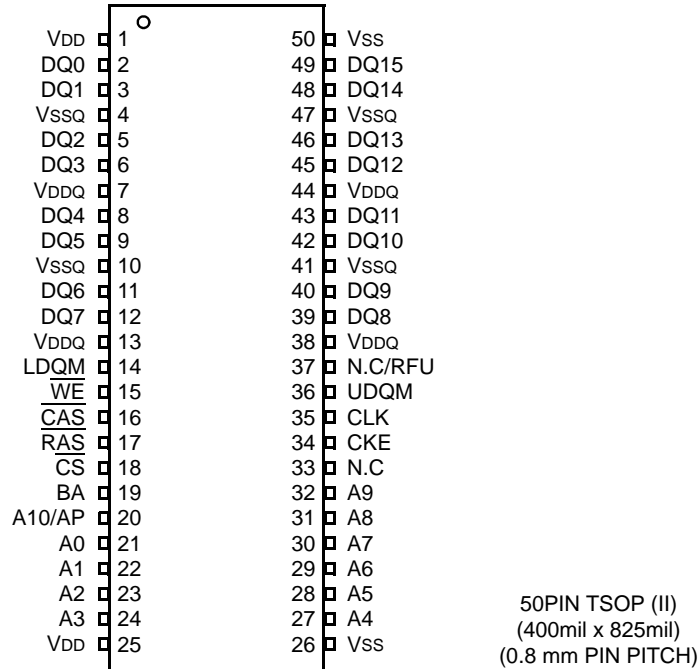 VDD 1 50 VSS
DQ0 2 49 DQ15
DQ1 3 48 DQ14
VSSQ 4 47 VSSQ
DQ2 5 46 DQ13
DQ3 6 45 DQ12
VDDQ 7 44 VDDQ
DQ4 8 43 DQ11
DQ5 9 42 DQ10
VSSQ 10 41 VSSQ
DQ6 11 40 DQ9
DQ7 12 39 DQ8
VDDQ 13 38 VDDQ
LDQM 14 37 N.C/RFU
WE 15 36 UDQM
CAS 16 35 CLK
RAS 17 34 CKE
CS 18 33 N.C
BA 19 32 A9
A10/AP 20 31 A8
A0 21 30 A7
A1 22 29 A6
A2 23 28 A5
A3 24 27 A4
VDD 25 26 VSS
50PIN TSOP (II)
(400mil x 825mil)
(0.8 mm PIN PITCH)